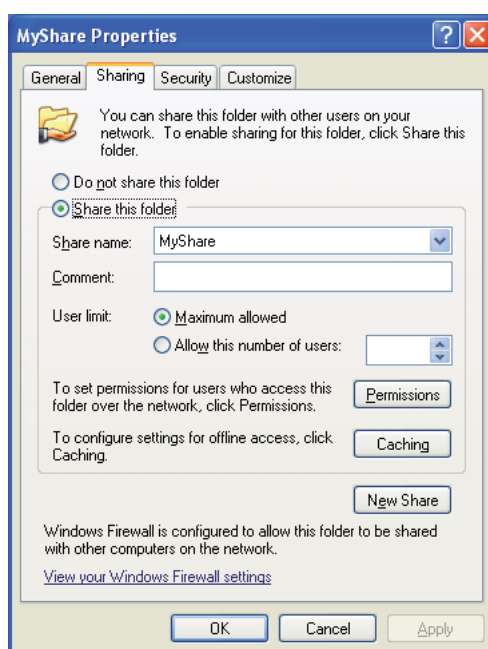 MyShare Properties
General Sharing Security Customize
You can share this folder with other users on your
network. To enable sharing for this folder, click Share this
folder.
Do not share this folder
Share this folder
Share name: MyShare
Comment:
User limit: Maximum allowed
Allow this number of users:
To set permissions for users who access this
folder over the network, click Permissions.
Permissions
To configure settings for offline access, click
Caching.
Caching
New Share
Windows Firewall is configured to allow this folder to be shared
with other computers on the network.
View your Windows Firewall settings
OK Cancel Apply